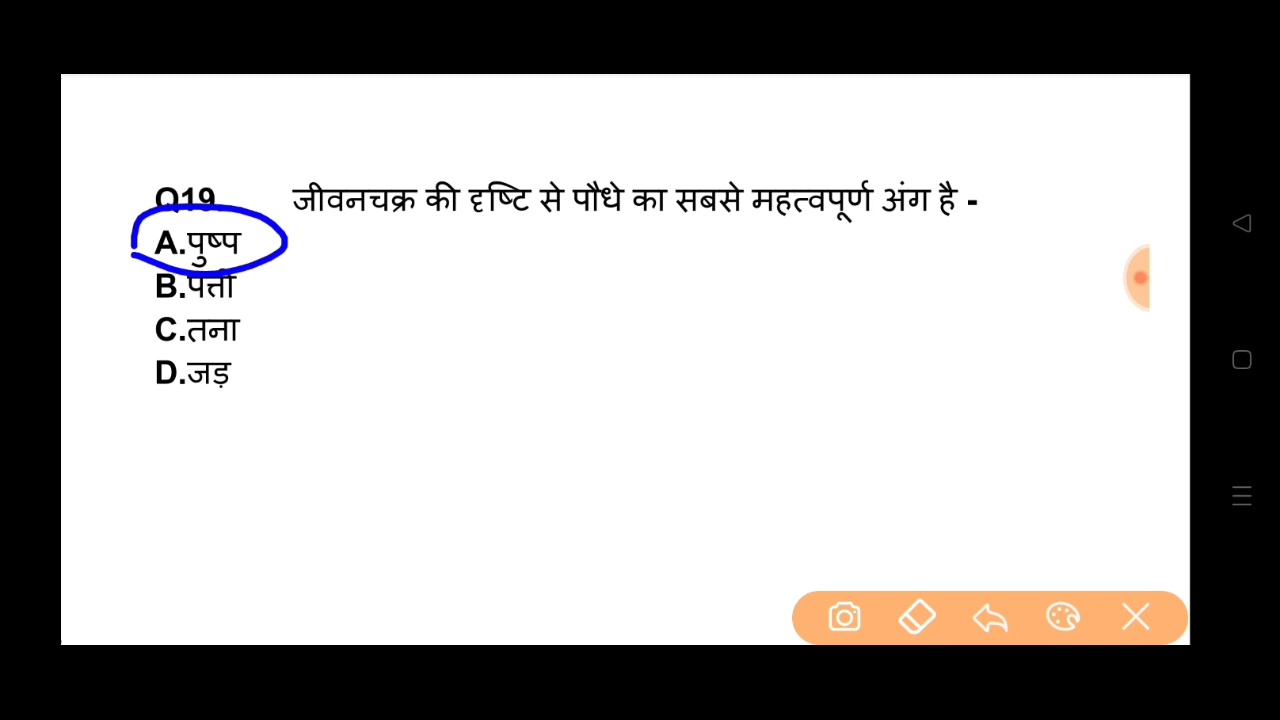 Q19. जीवनचक्र की दृष्टि से पौधे का सबसे महत्वपूर्ण अंग है -
A.पुष्प
B.पत्ती
C.तना
D.जड़